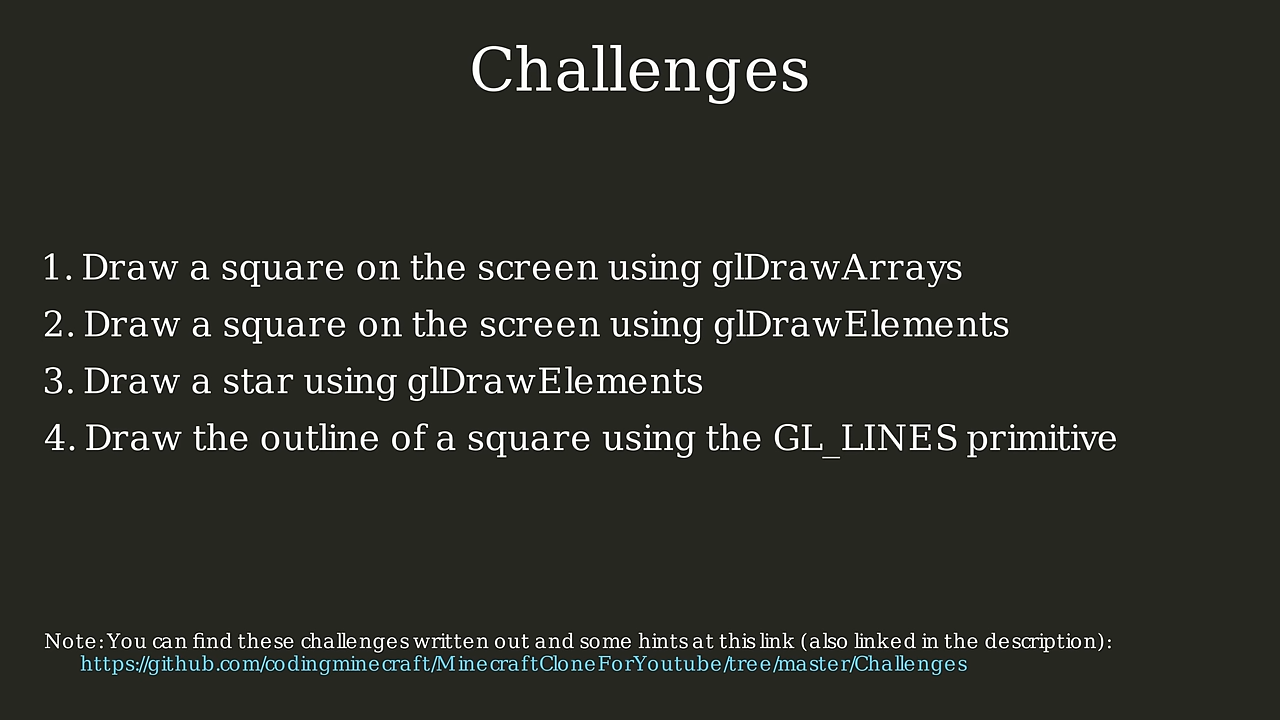 Challenges
1. Draw a square on the screen using glDrawArrays
2. Draw a square on the screen using glDrawElements
3. Draw a star using glDrawElements
4. Draw the outline of a square using the GL_LINES primitive
Note: You can find these challenges written out and some hints at this link (also linked in the description):
https://github.com/codingminecraft/MinecraftCloneForYoutube/tree/master/Challenges